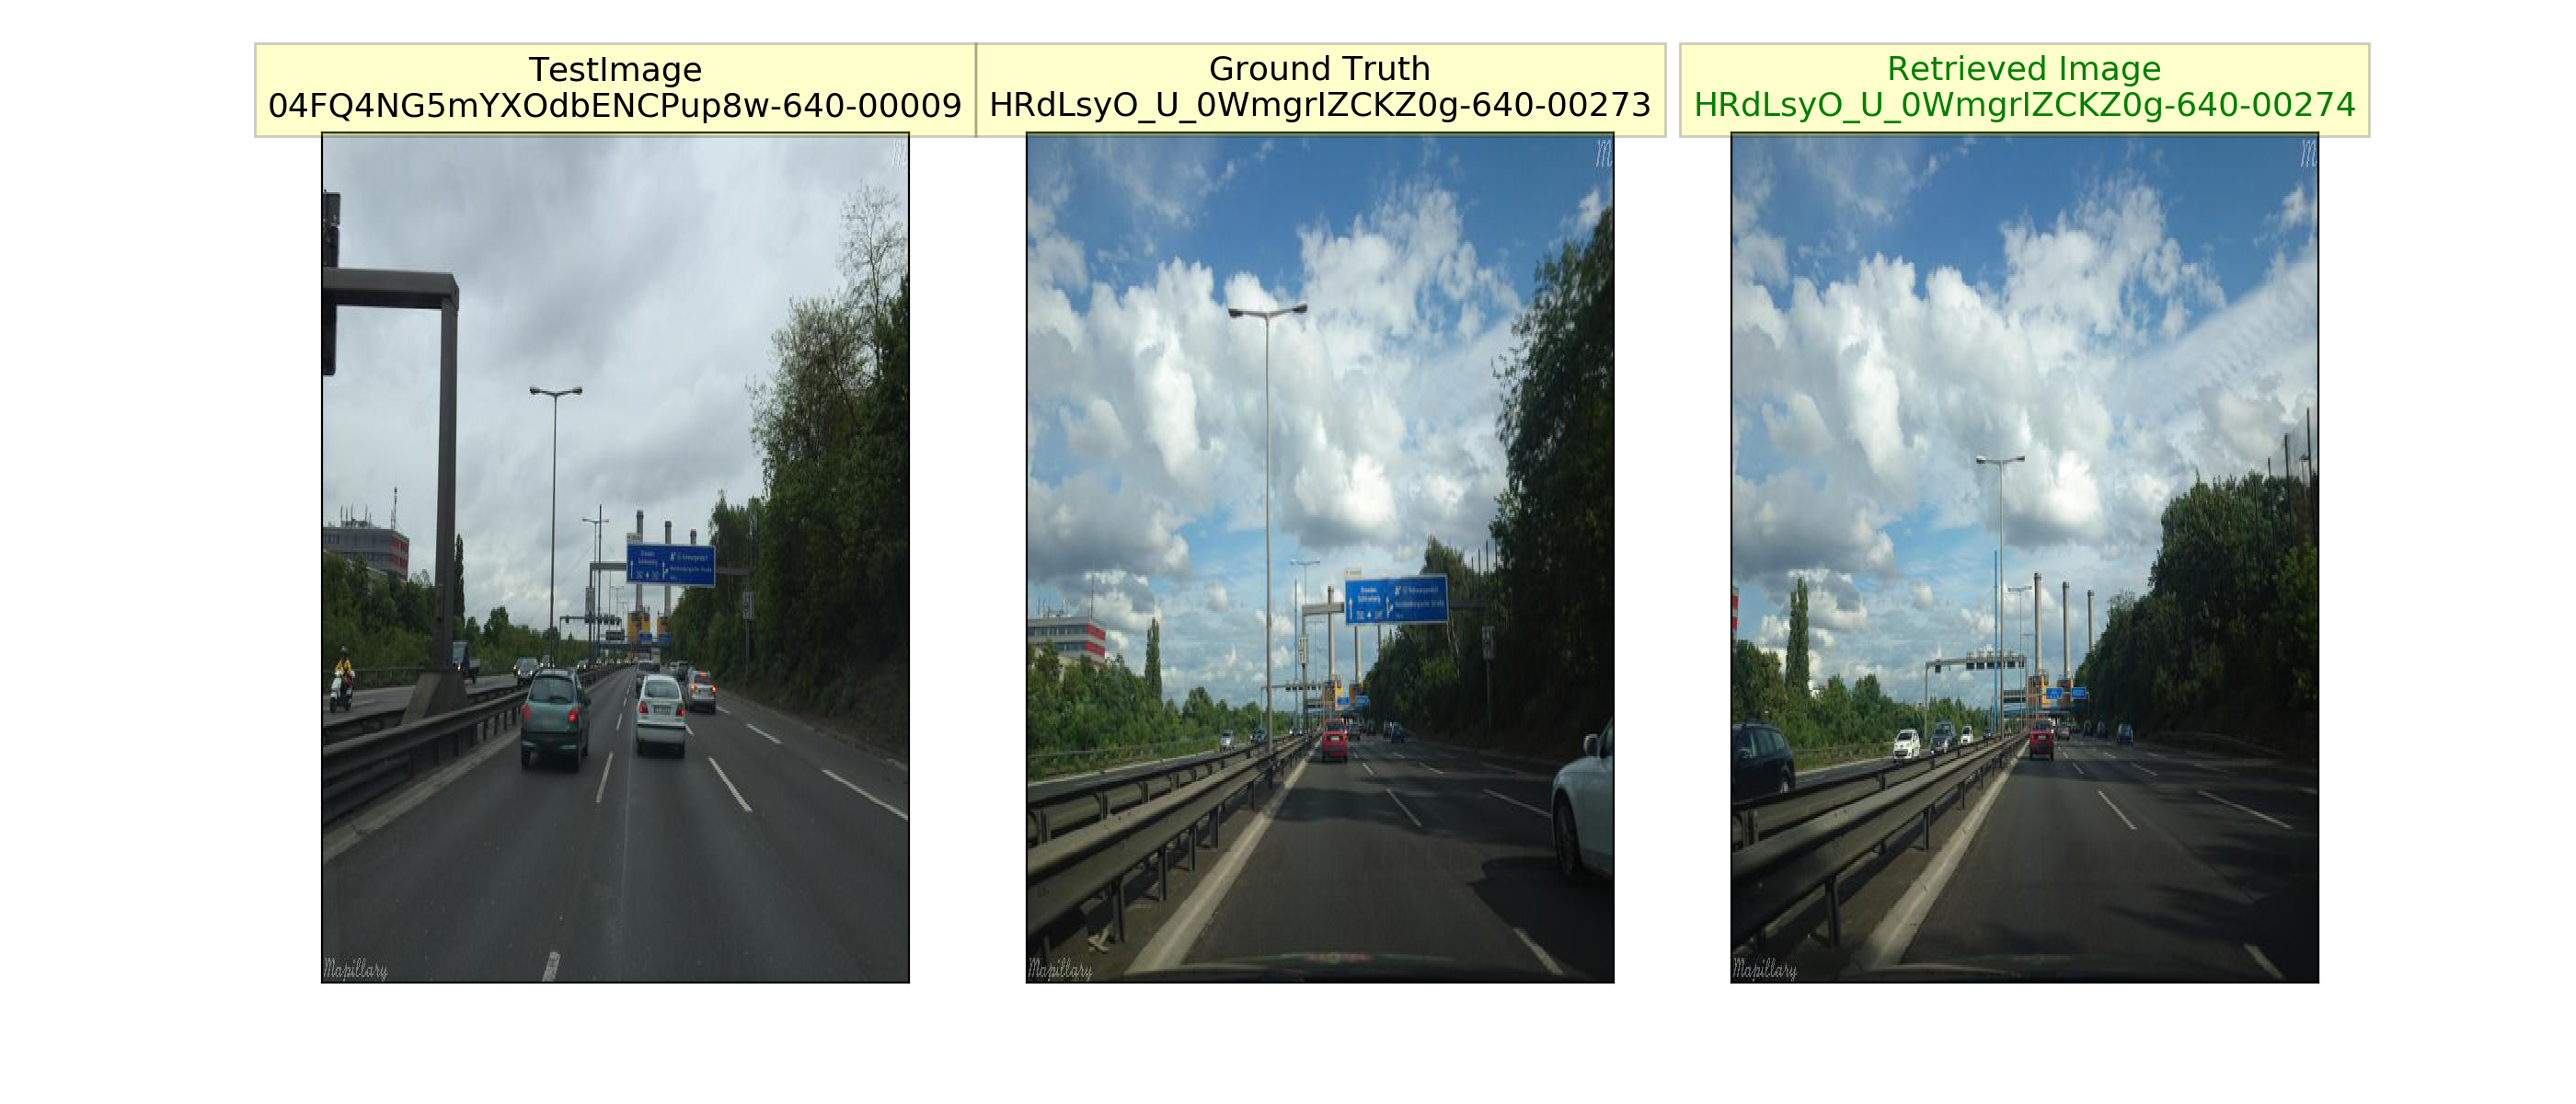 TestImage
04FQ4NG5mYXOdbENCPup8w-640-00009
Ground Truth
HRdLsyO_U_0WmgrIZCKZ0g-640-00273
Retrieved Image
HRdLsyO_U_0WmgrIZCKZ0g-640-00274
Mapillary
Mapillary
Mapillary